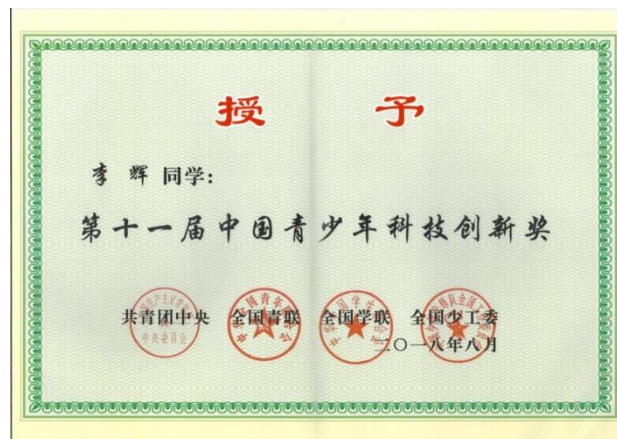 授 予
李辉 同学:
第十一届中国青少年科技创新奖
共青团中央 全国青联 全国学联 全国少工委
二〇一八年八月